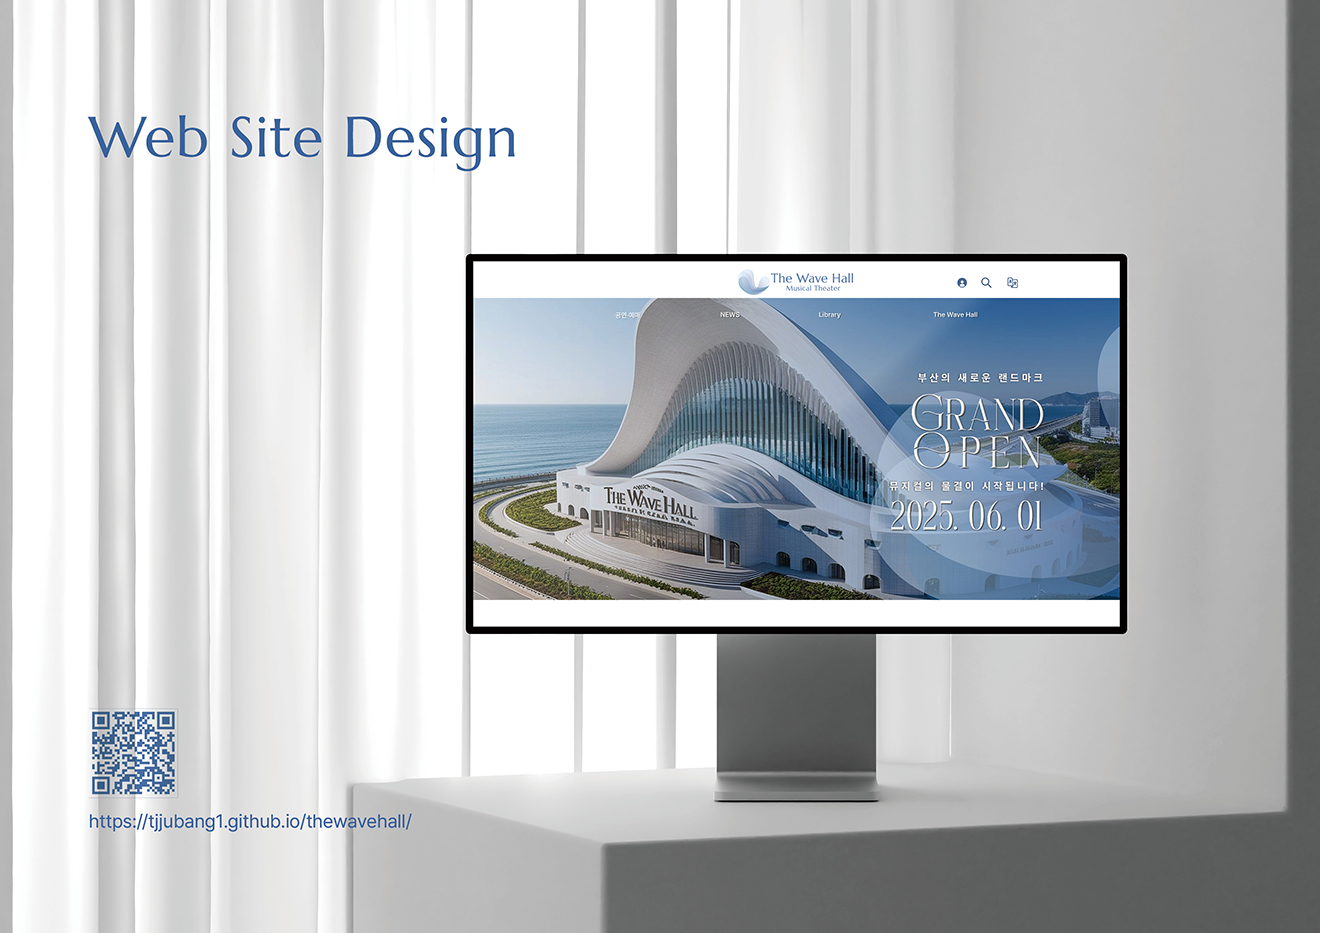 Web Site Design
The Wave Hall
Musical Theater
공연·예매
NEWS
Library
The Wave Hall
부산의 새로운 랜드마크
GRAND
OPEN
뮤지컬의 물결이 시작됩니다!
2025. 06. 01
THE WAVE HALL
https://tjjubang1.github.io/thewavehall/